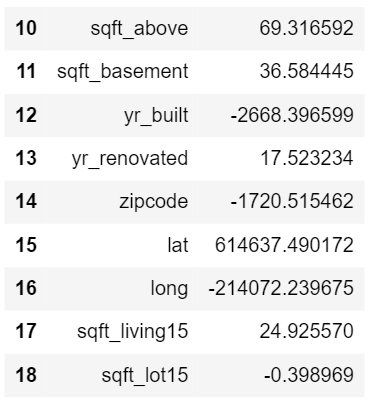 10 sqft_above 69.316592
11 sqft_basement 36.584445
12 yr_built -2668.396599
13 yr_renovated 17.523234
14 zipcode -1720.515462
15 lat 614637.490172
16 long -214072.239675
17 sqft_living15 24.925570
18 sqft_lot15 -0.398969